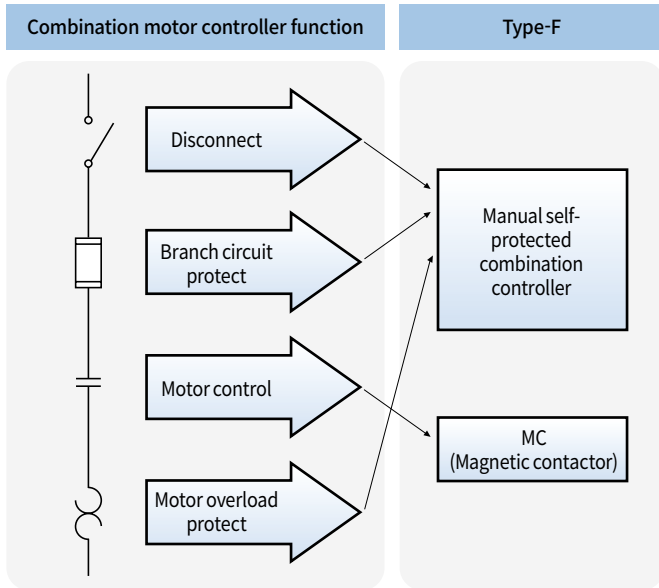 Combination motor controller function
Type-F
Disconnect
Branch circuit
protect
Motor control
Motor overload
protect
Manual self-
protected
combination
controller
MC
(Magnetic contactor)